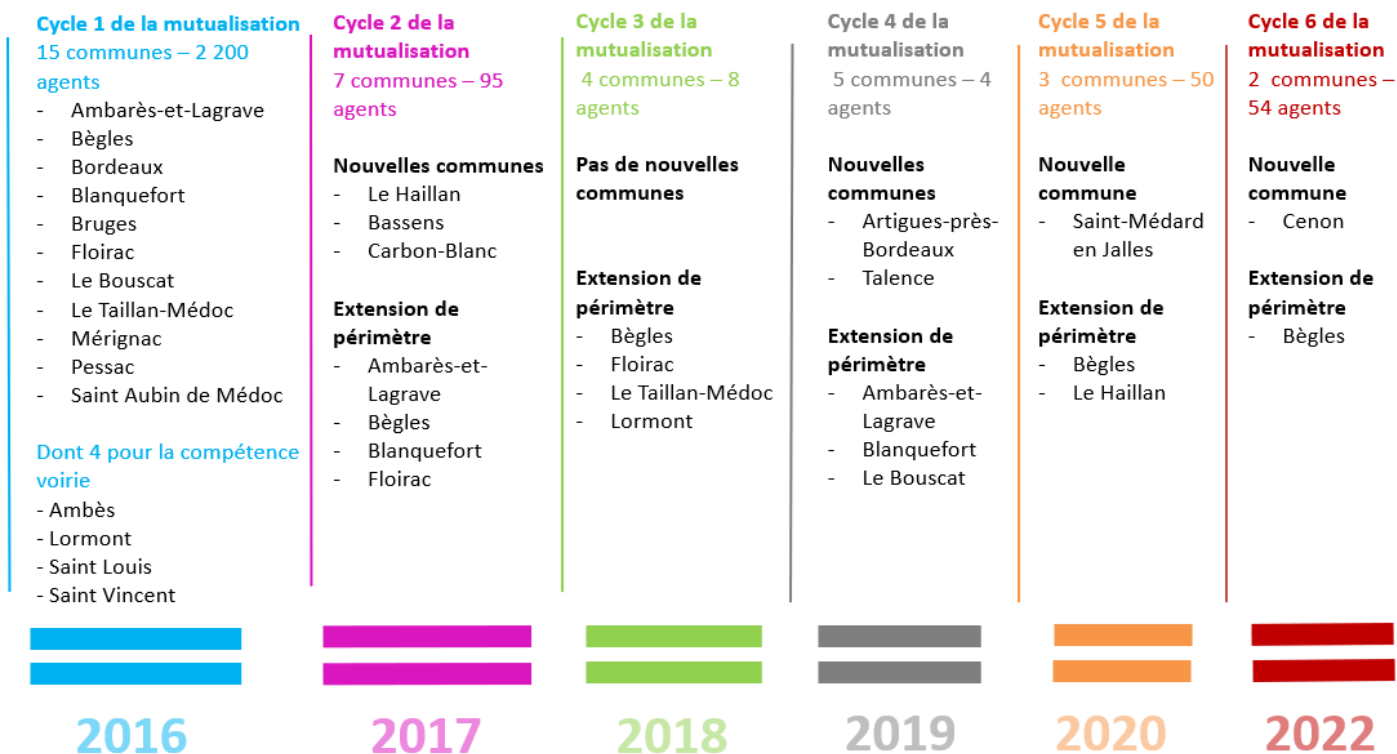 Cycle 1 de la mutualisation
15 communes – 2 200
agents
- Ambarès-et-Lagrave
- Bègles
- Bordeaux
- Blanquefort
- Bruges
- Floirac
- Le Bouscat
- Le Taillan-Médoc
- Mérignac
- Pessac
- Saint Aubin de Médoc
Dont 4 pour la compétence
voirie
- Ambès
- Lormont
- Saint Louis
- Saint Vincent
2016
Cycle 2 de la
mutualisation
7 communes – 95
agents
Nouvelles communes
- Le Haillan
- Bassens
- Carbon-Blanc
Extension de
périmètre
- Ambarès-et-
Lagrave
- Bègles
- Blanquefort
- Floirac
2017
Cycle 3 de la
mutualisation
4 communes – 8
agents
Pas de nouvelles
communes
Extension de
périmètre
- Bègles
- Floirac
- Le Taillan-Médoc
- Lormont
2018
Cycle 4 de la
mutualisation
5 communes – 4
agents
Nouvelles
communes
- Artigues-près-
Bordeaux
- Talence
Extension de
périmètre
- Ambarès-et-
Lagrave
- Blanquefort
- Le Bouscat
2019
Cycle 5 de la
mutualisation
3 communes – 50
agents
Nouvelle
commune
- Saint-Médard
en Jalles
Extension de
périmètre
- Bègles
- Le Haillan
2020
Cycle 6 de la
mutualisation
2 communes –
54 agents
Nouvelle
commune
- Cenon
Extension de
périmètre
- Bègles
2022